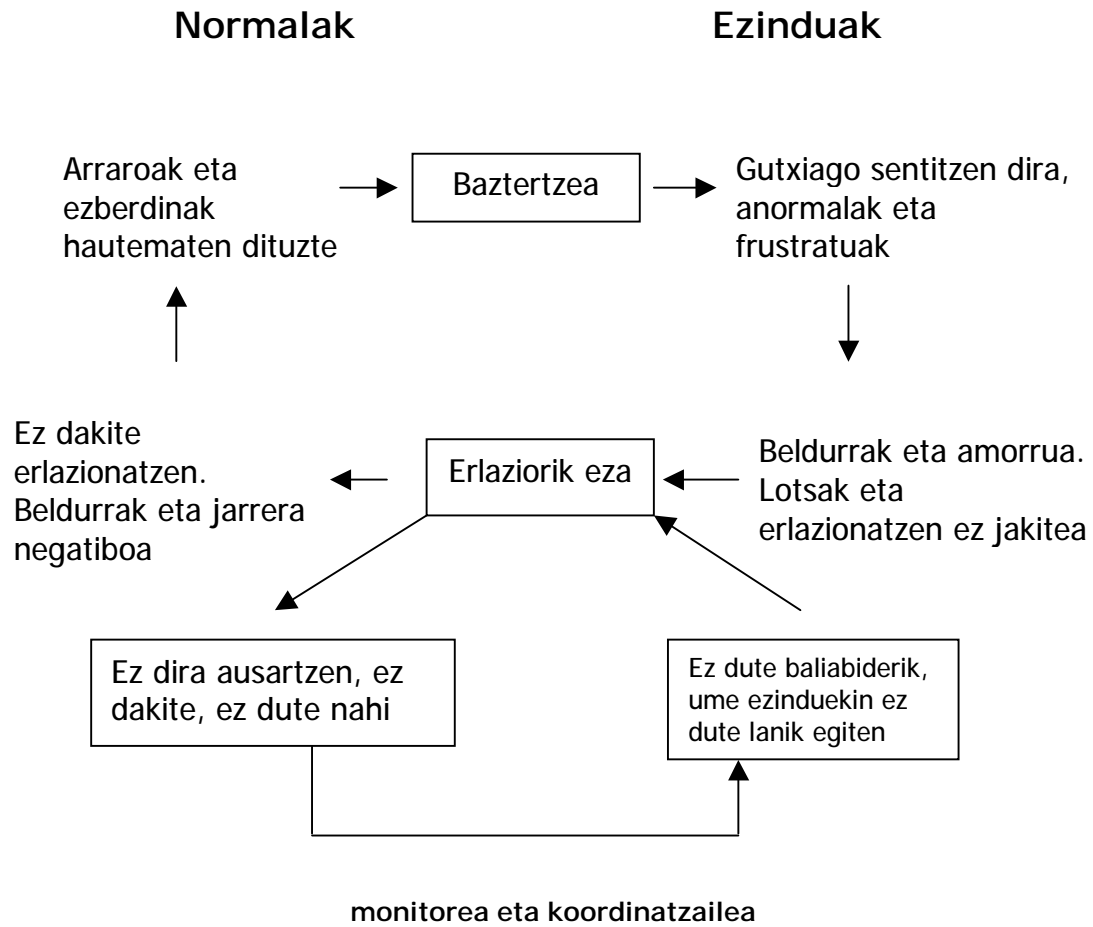 Normalak
Ezinduak
Arraroak eta
ezberdinak
hautematen dituzte
Baztertzea
Gutxiago sentitzen dira,
anormalak eta
frustratuak
Ez dakite
erlazionatzen.
Beldurrak eta jarrera
negatiboa
Erlaziorik eza
Beldurrak eta amorrua.
Lotsak eta
erlazionatzen ez jakitea
Ez dira ausartzen, ez
dakite, ez dute nahi
Ez dute baliabiderik,
ume ezinduekin ez
dute lanik egiten
monitorea eta koordinatzailea